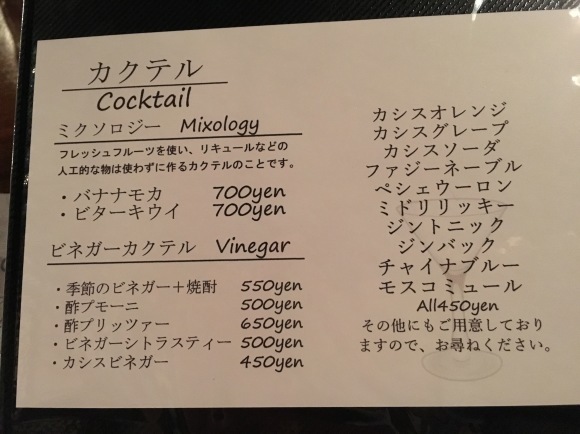 カクテル
Cocktail
ミクソロジー Mixology
フレッシュフルーツを使い、リキュールなどの
人工的な物は使わずに作るカクテルのことです。
・バナナモカ 700yen
・ビターキウイ 700yen
ビネガーカクテル Vinegar
・季節のビネガー＋焼酎 550yen
・酢プモーニ 500yen
・酢プリッツァー 650yen
・ビネガーシトラスティー 500yen
・カシスビネガー 450yen
カシスオレンジ
カシスグレープ
カシスソーダ
ファジーネーブル
ペシェウーロン
ミドリリッキー
ジントニック
ジンバック
チャイナブルー
モスコミュール
All450yen
その他にもご用意しており
ますので、お尋ねください。